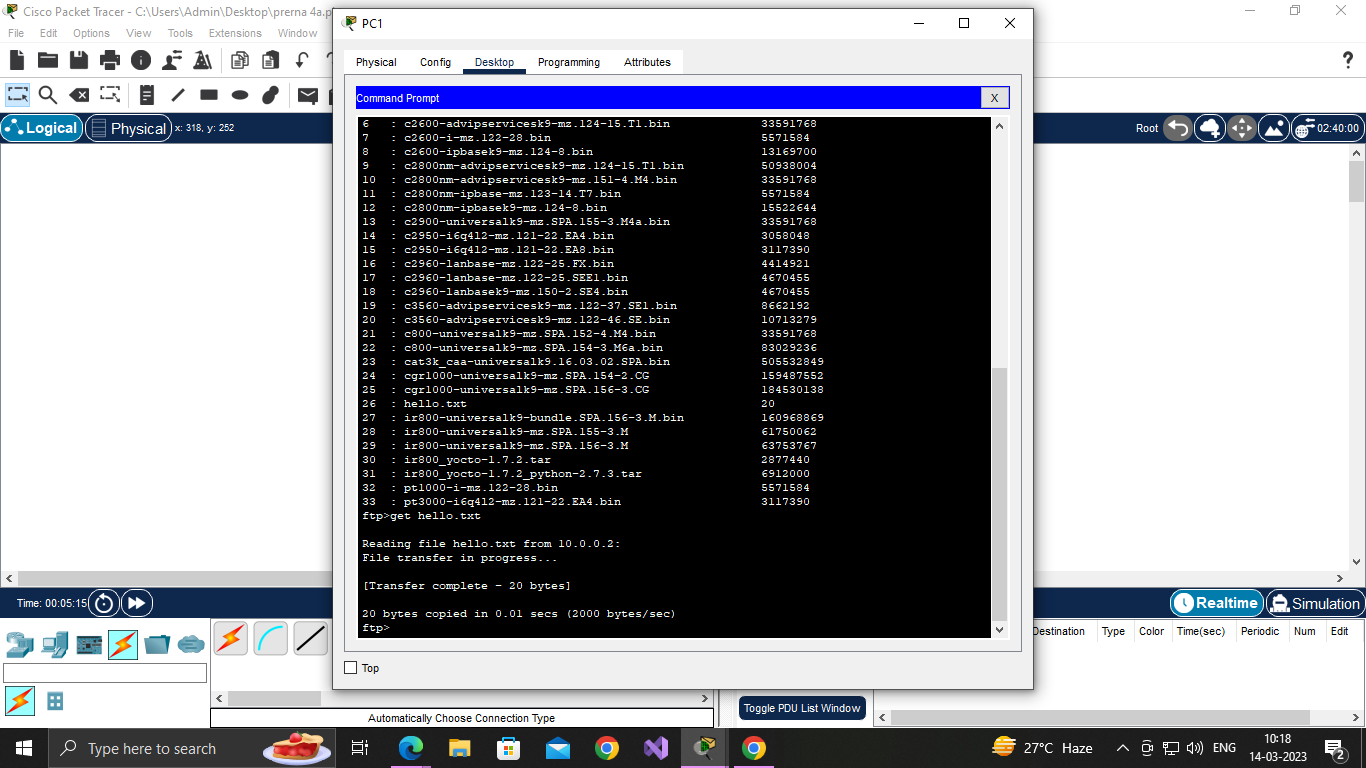 Cisco Packet Tracer - C:\Users\Admin\Desktop\prerna 4a.p
PC1
File Edit Options View Tools Extensions Window
Physical Config Desktop Programming Attributes
Command Prompt X
Logical Physical x: 318, y: 252
Root 02:40:00
6 : c2600-advipservicesk9-mz.124-15.T1.bin 33591768
7 : c2600-i-mz.122-28.bin 5571584
8 : c2600-ipbasek9-mz.124-8.bin 13169700
9 : c2800nm-advipservicesk9-mz.124-15.T1.bin 50938004
10 : c2800nm-advipservicesk9-mz.151-4.M4.bin 33591768
11 : c2800nm-ipbase-mz.123-14.T7.bin 5571584
12 : c2800nm-ipbasek9-mz.124-8.bin 15522644
13 : c2900-universalk9-mz.SPA.155-3.M4a.bin 33591768
14 : c2950-i6q4l2-mz.121-22.EA4.bin 3058048
15 : c2950-i6q4l2-mz.121-22.EA8.bin 3117390
16 : c2960-lanbase-mz.122-25.FX.bin 4414921
17 : c2960-lanbase-mz.122-25.SEE1.bin 4670455
18 : c2960-lanbasek9-mz.150-2.SE4.bin 4670455
19 : c3560-advipservicesk9-mz.122-37.SE1.bin 8662192
20 : c3560-advipservicesk9-mz.122-46.SE.bin 10713279
21 : c800-universalk9-mz.SPA.152-4.M4.bin 33591768
22 : c800-universalk9-mz.SPA.154-3.M6a.bin 83029236
23 : cat3k_caa-universalk9.16.03.02.SPA.bin 505532849
24 : cgr1000-universalk9-mz.SPA.154-2.CG 159487552
25 : cgr1000-universalk9-mz.SPA.156-3.CG 184530138
26 : hello.txt 20
27 : ir800-universalk9-bundle.SPA.156-3.M.bin 160968869
28 : ir800-universalk9-mz.SPA.155-3.M 61750062
29 : ir800-universalk9-mz.SPA.156-3.M 63753767
30 : ir800_yocto-1.7.2.tar 2877440
31 : ir800_yocto-1.7.2_python-2.7.3.tar 6912000
32 : pt1000-i-mz.122-28.bin 5571584
33 : pt3000-i6q4l2-mz.121-22.EA4.bin 3117390
ftp>get hello.txt
Reading file hello.txt from 10.0.0.2:
File transfer in progress...
[Transfer complete - 20 bytes]
20 bytes copied in 0.01 secs (2000 bytes/sec)
ftp>
Top
Time: 00:05:15
Realtime Simulation
Destination Type Color Time(sec) Periodic Num Edit
Toggle PDU List Window
Automatically Choose Connection Type
Type here to search
27°C Haze
ENG
10:18
14-03-2023
2